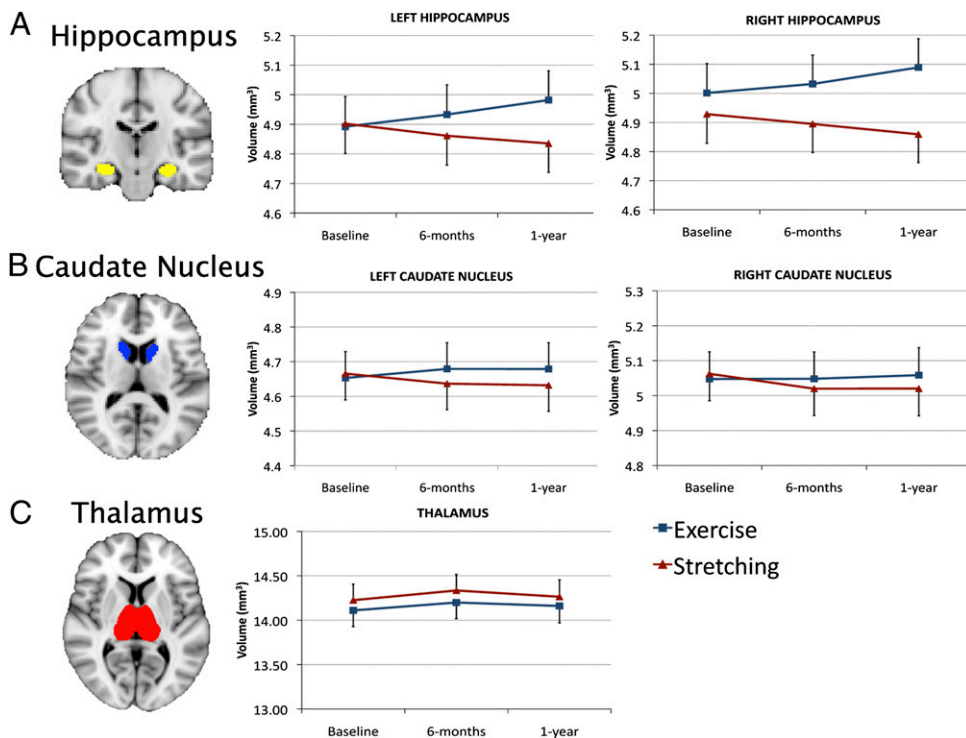 A
Hippocampus
LEFT HIPPOCAMPUS
Volume (mm³)
5.2
5.1
5
4.9
4.8
4.7
4.6
Baseline 6-months 1-year
RIGHT HIPPOCAMPUS
Volume (mm³)
5.2
5.1
5
4.9
4.8
4.7
4.6
Baseline 6-months 1-year
B Caudate Nucleus
LEFT CAUDATE NUCLEUS
Volume (mm³)
4.9
4.8
4.7
4.6
4.5
4.4
Baseline 6-months 1-year
RIGHT CAUDATE NUCLEUS
Volume (mm³)
5.3
5.2
5.1
5
4.9
4.8
Baseline 6-months 1-year
C Thalamus
THALAMUS
Volume (mm³)
15.00
14.50
14.00
13.50
13.00
Baseline 6-months 1-year
Exercise
Stretching